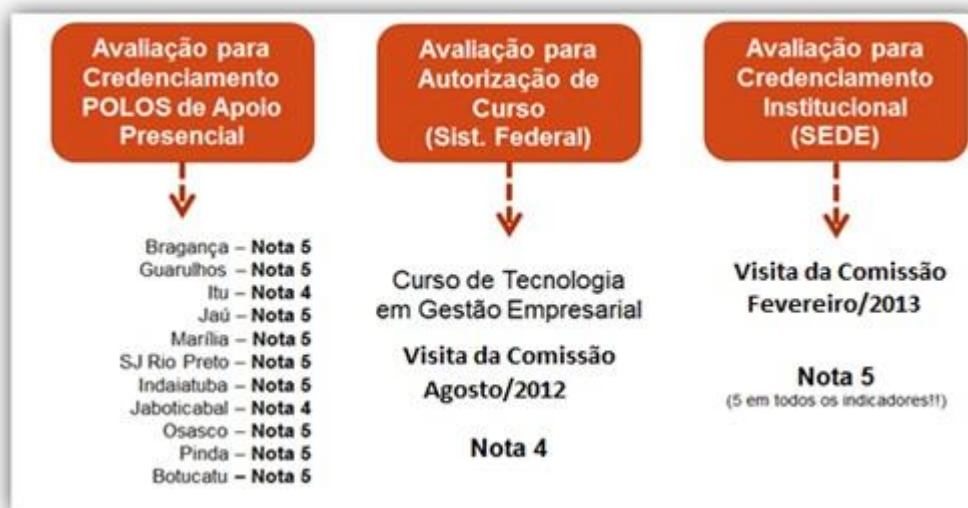 Avaliação para
Credenciamento
POLOS de Apoio
Presencial
Bragança – Nota 5
Guarulhos – Nota 5
Itu – Nota 4
Jaú – Nota 5
Marília – Nota 5
SJ Rio Preto – Nota 5
Indaiatuba – Nota 5
Jaboticabal – Nota 4
Osasco – Nota 5
Pinda – Nota 5
Botucatu – Nota 5
Avaliação para
Autorização de
Curso
(Sist. Federal)
Curso de Tecnologia
em Gestão Empresarial
Visita da Comissão
Agosto/2012
Nota 4
Avaliação para
Credenciamento
Institucional
(SEDE)
Visita da Comissão
Fevereiro/2013
Nota 5
(5 em todos os indicadores!!)